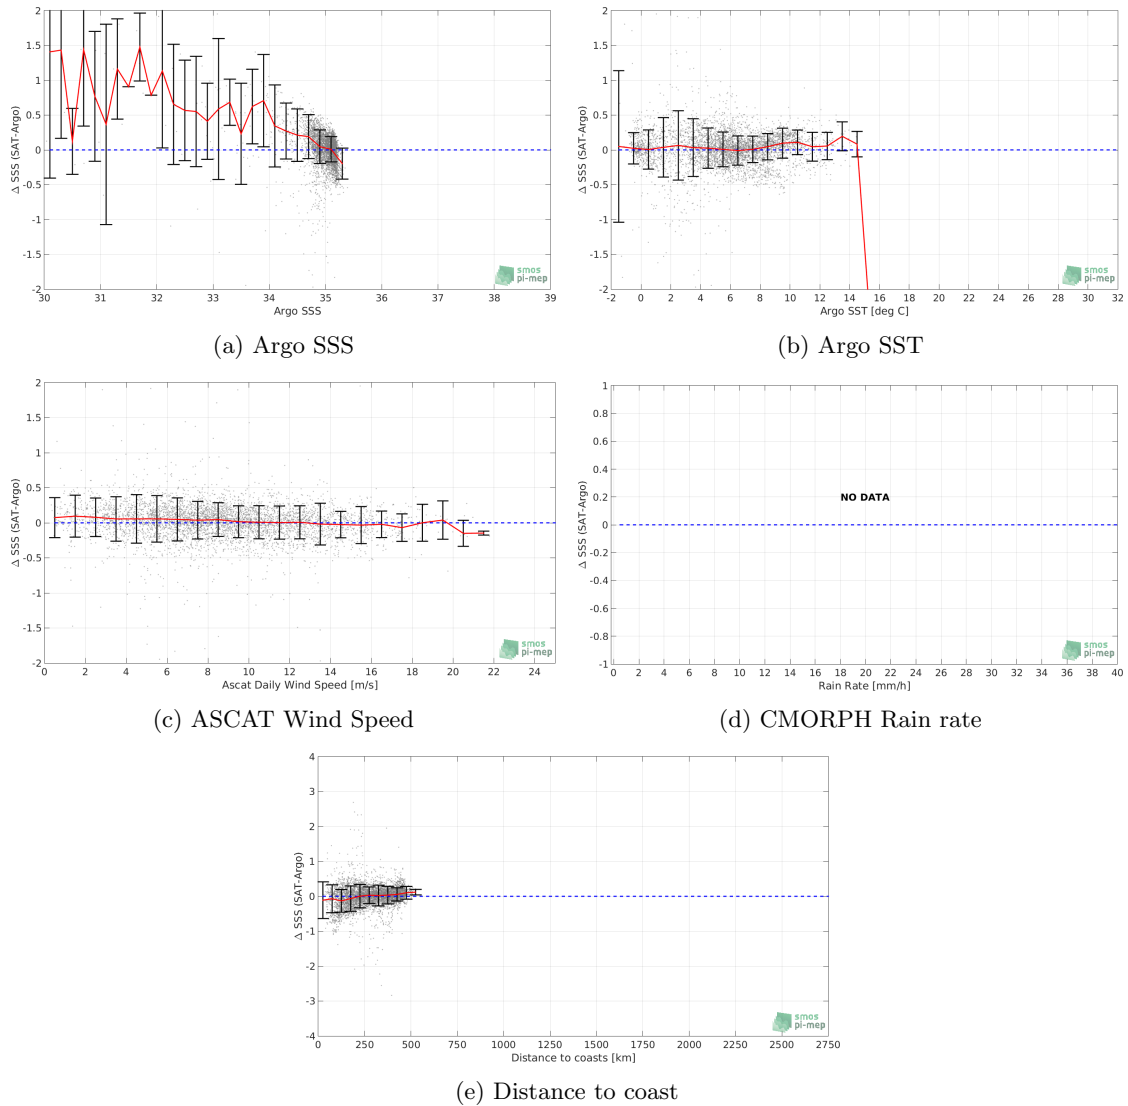 2
1.5
1
0.5
0
-0.5
-1
-1.5
-2
Δ SSS (SAT-Argo)
30 31 32 33 34 35 36 37 38 39
Argo SSS
smos
pi-mep
(a) Argo SSS
2
1.5
1
0.5
0
-0.5
-1
-1.5
-2
Δ SSS (SAT-Argo)
-2 0 2 4 6 8 10 12 14 16 18 20 22 24 26 28 30 32
Argo SST [deg C]
smos
pi-mep
(b) Argo SST
2
1.5
1
0.5
0
-0.5
-1
-1.5
-2
Δ SSS (SAT-Argo)
0 2 4 6 8 10 12 14 16 18 20 22 24
Ascat Daily Wind Speed [m/s]
smos
pi-mep
(c) ASCAT Wind Speed
1
0.8
0.6
0.4
0.2
0
-0.2
-0.4
-0.6
-0.8
-1
Δ SSS (SAT-Argo)
NO DATA
0 2 4 6 8 10 12 14 16 18 20 22 24 26 28 30 32 34 36 38 40
Rain Rate [mm/h]
smos
pi-mep
(d) CMORPH Rain rate
4
3
2
1
0
-1
-2
-3
-4
Δ SSS (SAT-Argo)
0 250 500 750 1000 1250 1500 1750 2000 2250 2500 2750
Distance to coasts [km]
smos
pi-mep
(e) Distance to coast